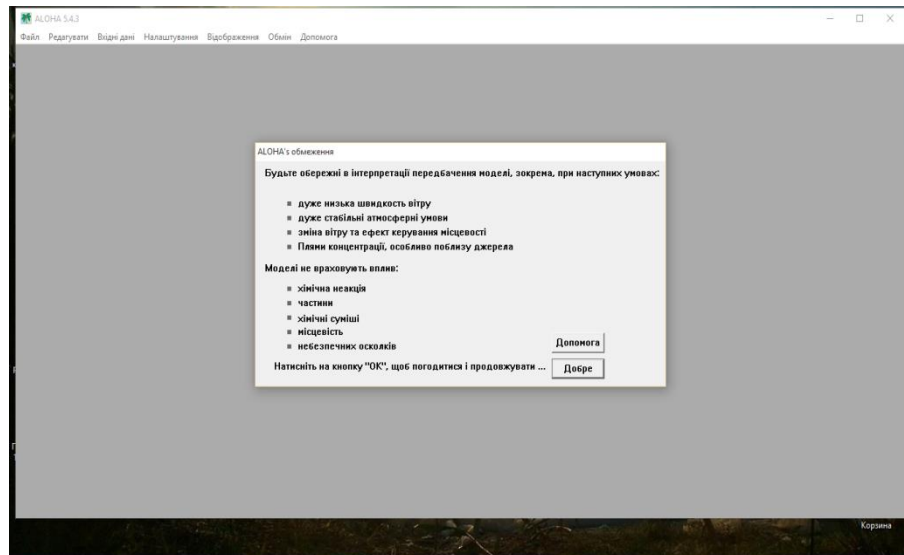 ALOHA 5.4.3
Файл Редагувати Вхідні дані Налаштування Відображення Обмін Допомога
ALOHA's обмеження
Будьте обережні в інтерпретації передбачення моделі, зокрема, при наступних умовах:
дуже низька швидкость вітру
дуже стабільні атмосферні умови
зміна вітру та ефект керування місцевості
Плями концентрації, особливо поблизу джерела
Моделі не враховують вплив:
хімічна неакція
частини
хімічні суміші
місцевість
небезпечних осколків
Допомога
Натисніть на кнопку "ОК", щоб погодитися і продовжувати ...
Добре
Корзина